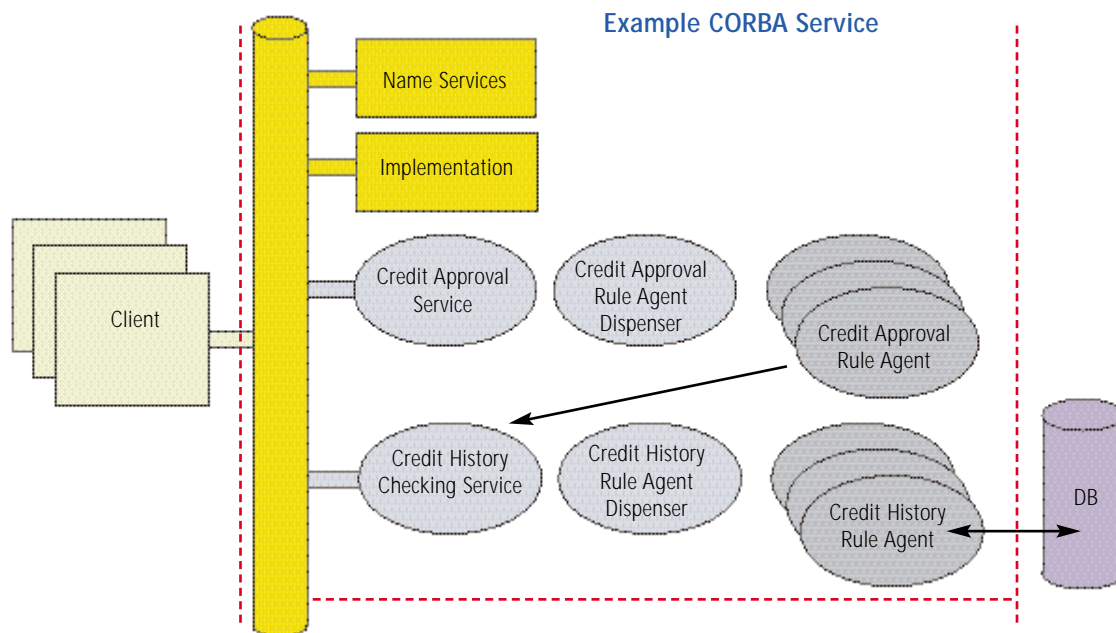 Example CORBA Service
Name Services
Implementation
Client
Credit Approval
Service
Credit Approval
Rule Agent
Dispenser
Credit Approval
Rule Agent
Credit History
Checking Service
Credit History
Rule Agent
Dispenser
Credit History
Rule Agent
DB